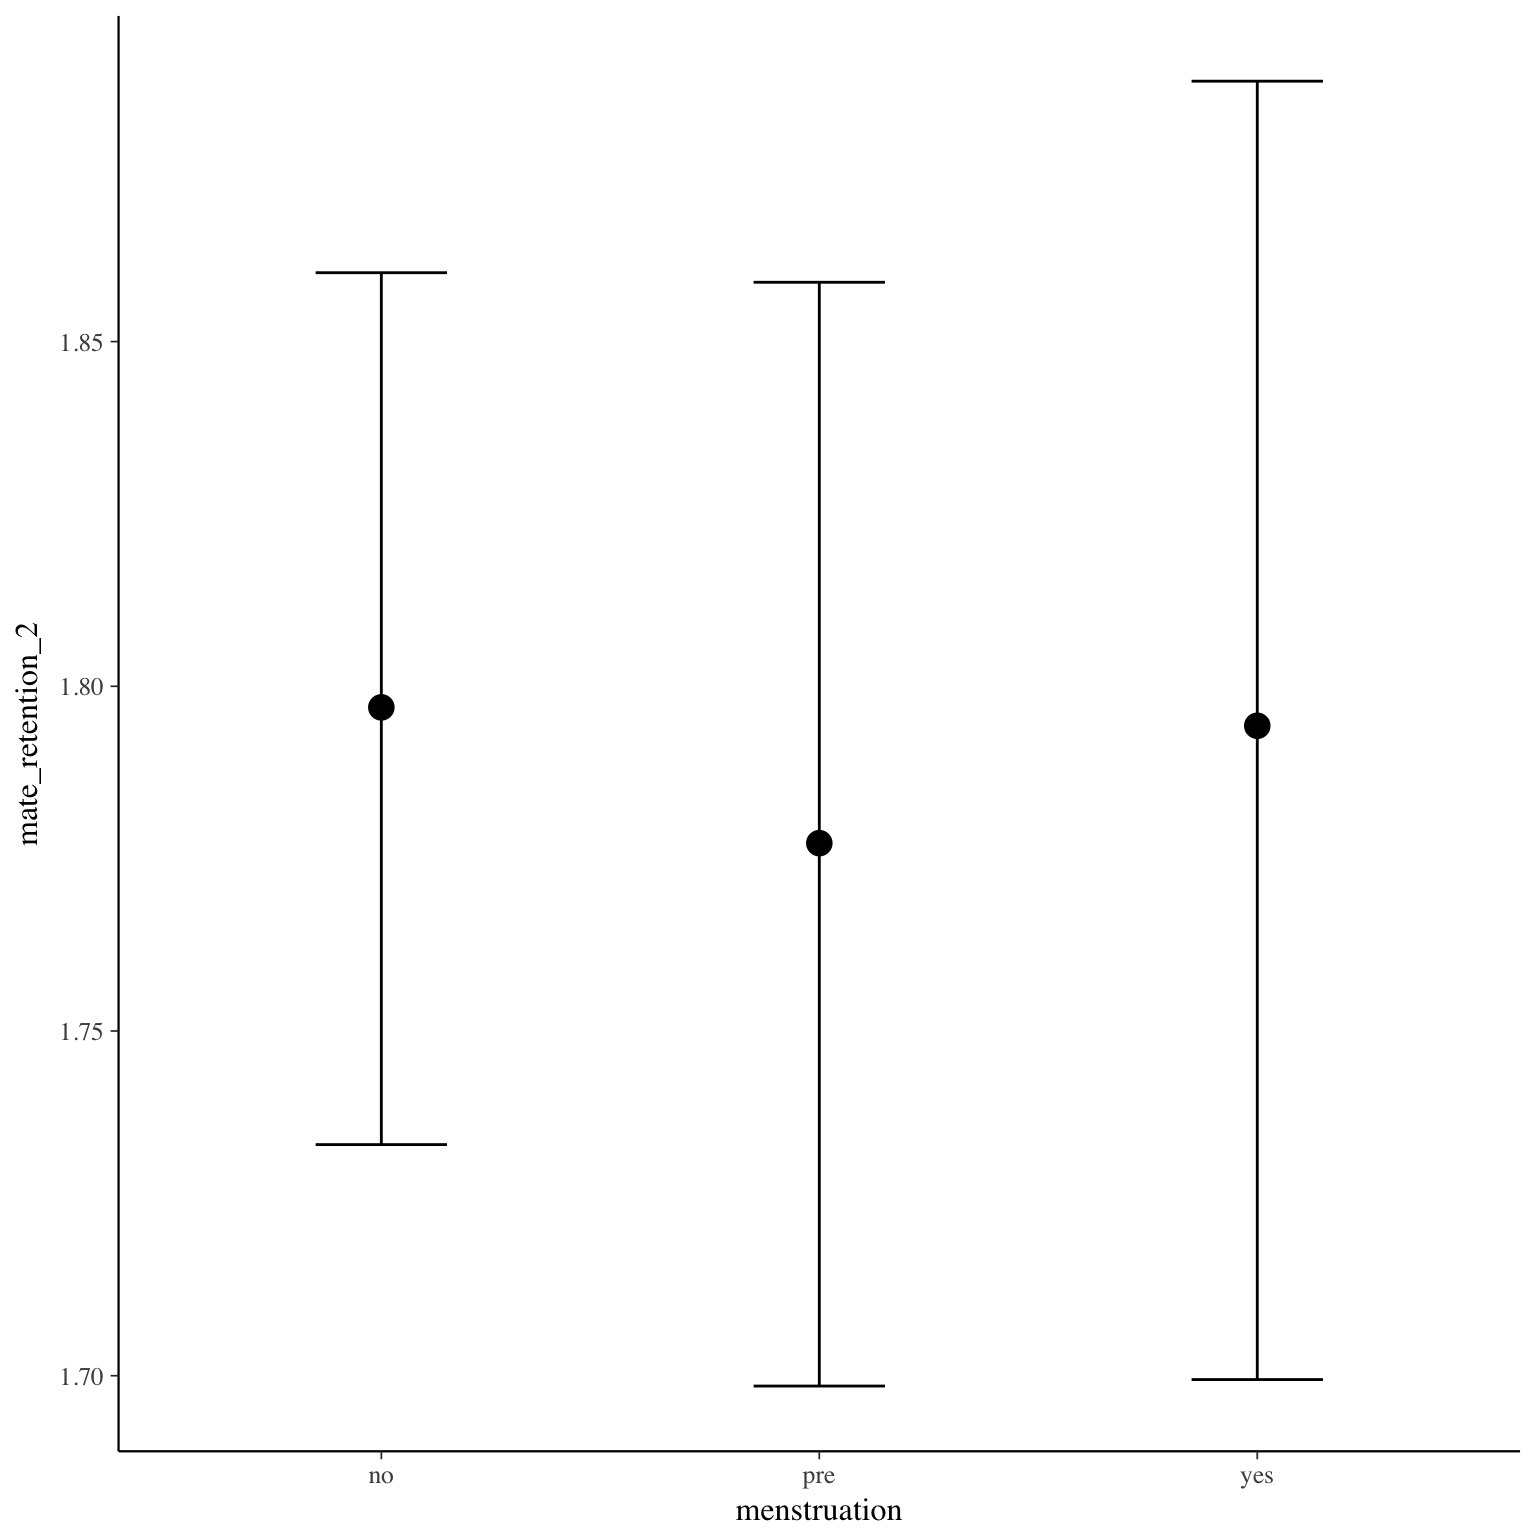 mate_retention_2
1.85
1.80
1.75
1.70
no pre yes
menstruation